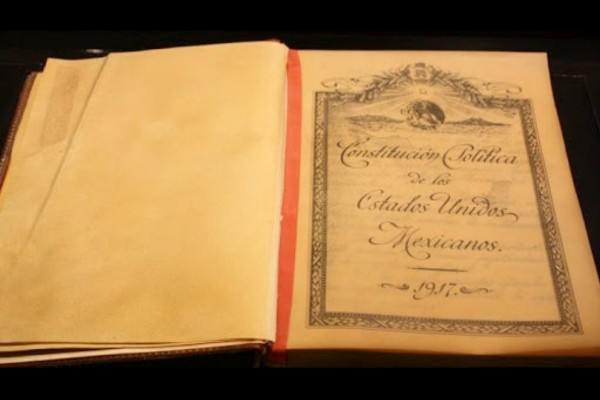 Constitución Política
de los
Estados Unidos
Mexicanos.
1917.